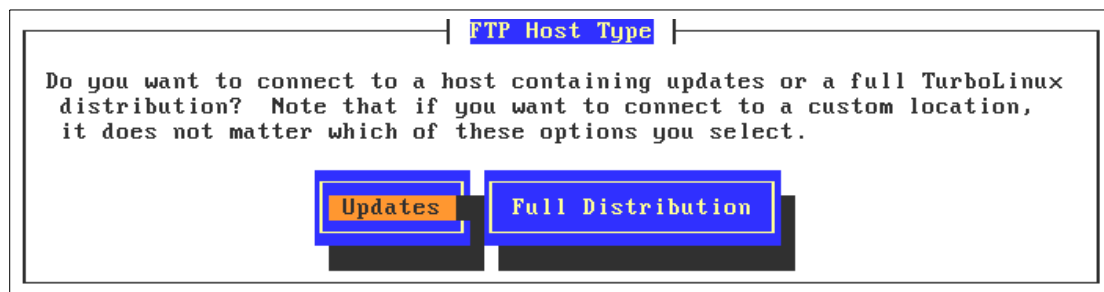 FTP Host Type
Do you want to connect to a host containing updates or a full TurboLinux
distribution?  Note that if you want to connect to a custom location,
it does not matter which of these options you select.
Updates
Full Distribution